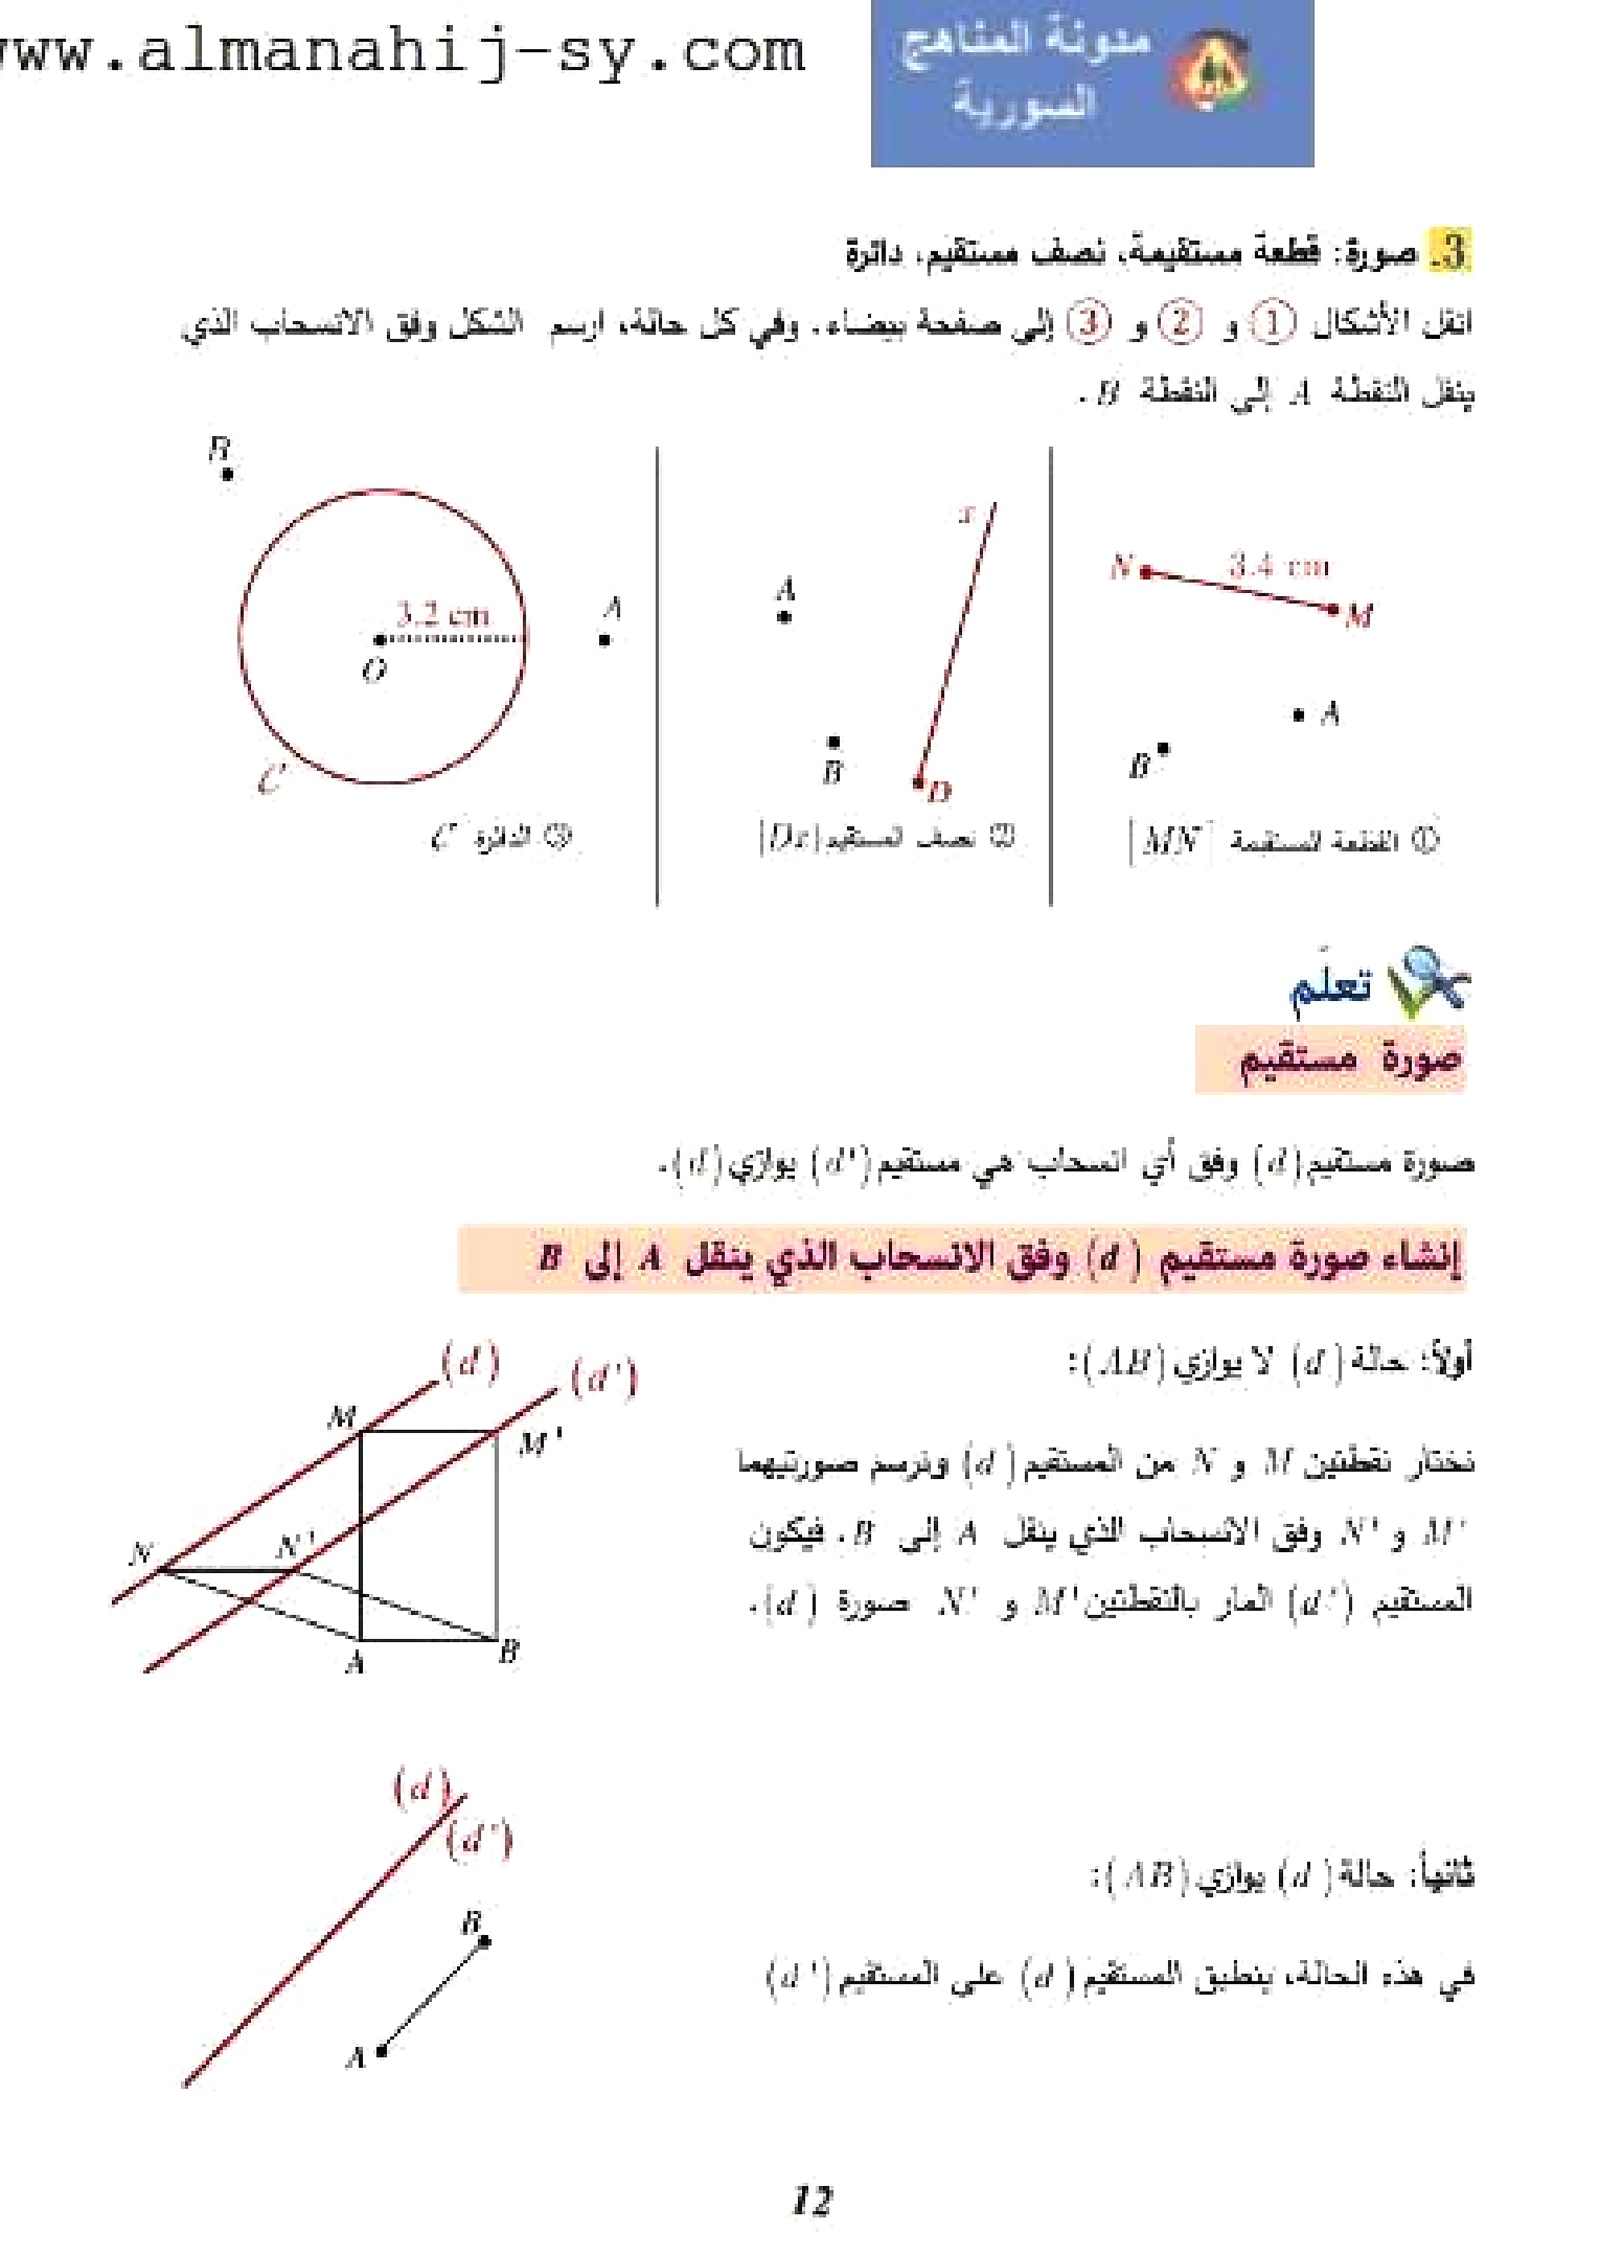 www.almanahij-sy.com
مدونة المناهج
السورية
3. صورة: قطعة مستقيمة، نصف مستقيم، دائرة
انقل الأشكال ① و ② و ③ إلى صفحة بيضاء، وفي كل حالة، ارسم الشكل وفق الانسحاب الذي
ينقل النقطة A إلى النقطة B.
N 3.4 cm M
A
B
① القطعة المستقيمة [MN]
x
A
B
D
② نصف المستقيم [Dx)
B
A
3.2 cm
O
C
③ الدائرة C
تعلّم
صورة مستقيم
صورة مستقيم (d) وفق أي انسحاب هي مستقيم (d') يوازي (d).
إنشاء صورة مستقيم (d) وفق الانسحاب الذي ينقل A إلى B
أولاً: حالة (d) لا يوازي (AB):
نختار نقطتين M و N من المستقيم (d) ونرسم صورتيهما
M' و N' وفق الانسحاب الذي ينقل A إلى B، فيكون
المستقيم (d') المار بالنقطتين M' و N' صورة (d).
(d)
(d')
M
M'
N
N'
A
B
ثانياً: حالة (d) يوازي (AB):
في هذه الحالة، ينطبق المستقيم (d) على المستقيم (d')
(d)
(d')
B
A
12